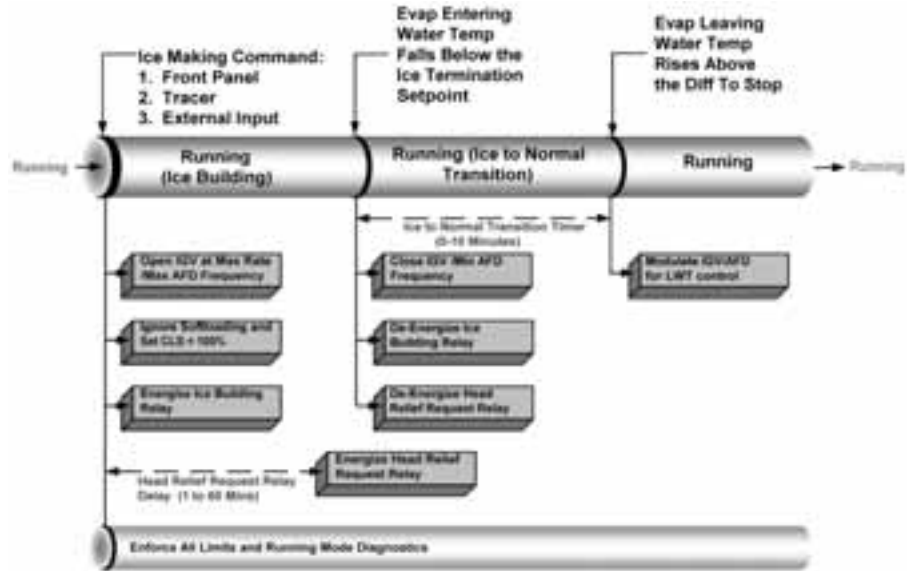 Evap Entering
Water Temp
Falls Below the
Ice Termination
Setpoint
Evap Leaving
Water Temp
Rises Above
the Diff To Stop
Ice Making Command:
1. Front Panel
2. Tracer
3. External Input
Running
Running
(Ice Building)
Running (Ice to Normal
Transition)
Running
Running
Ice to Normal Transition Timer
(0-10 Minutes)
Open IGV at Max Rate
/Max AFD Frequency
Close IGV /Min AFD
Frequency
Modulate IGV/AFD
for LWT control
Ignore Softloading and
Set CLS = 100%
De-Energize Ice
Building Relay
Energize Ice Building
Relay
De-Energize Head
Relief Request Relay
Head Relief Request Relay
Delay (1 to 60 Mins)
Energize Head Relief
Request Relay
Enforce All Limits and Running Mode Diagnostics